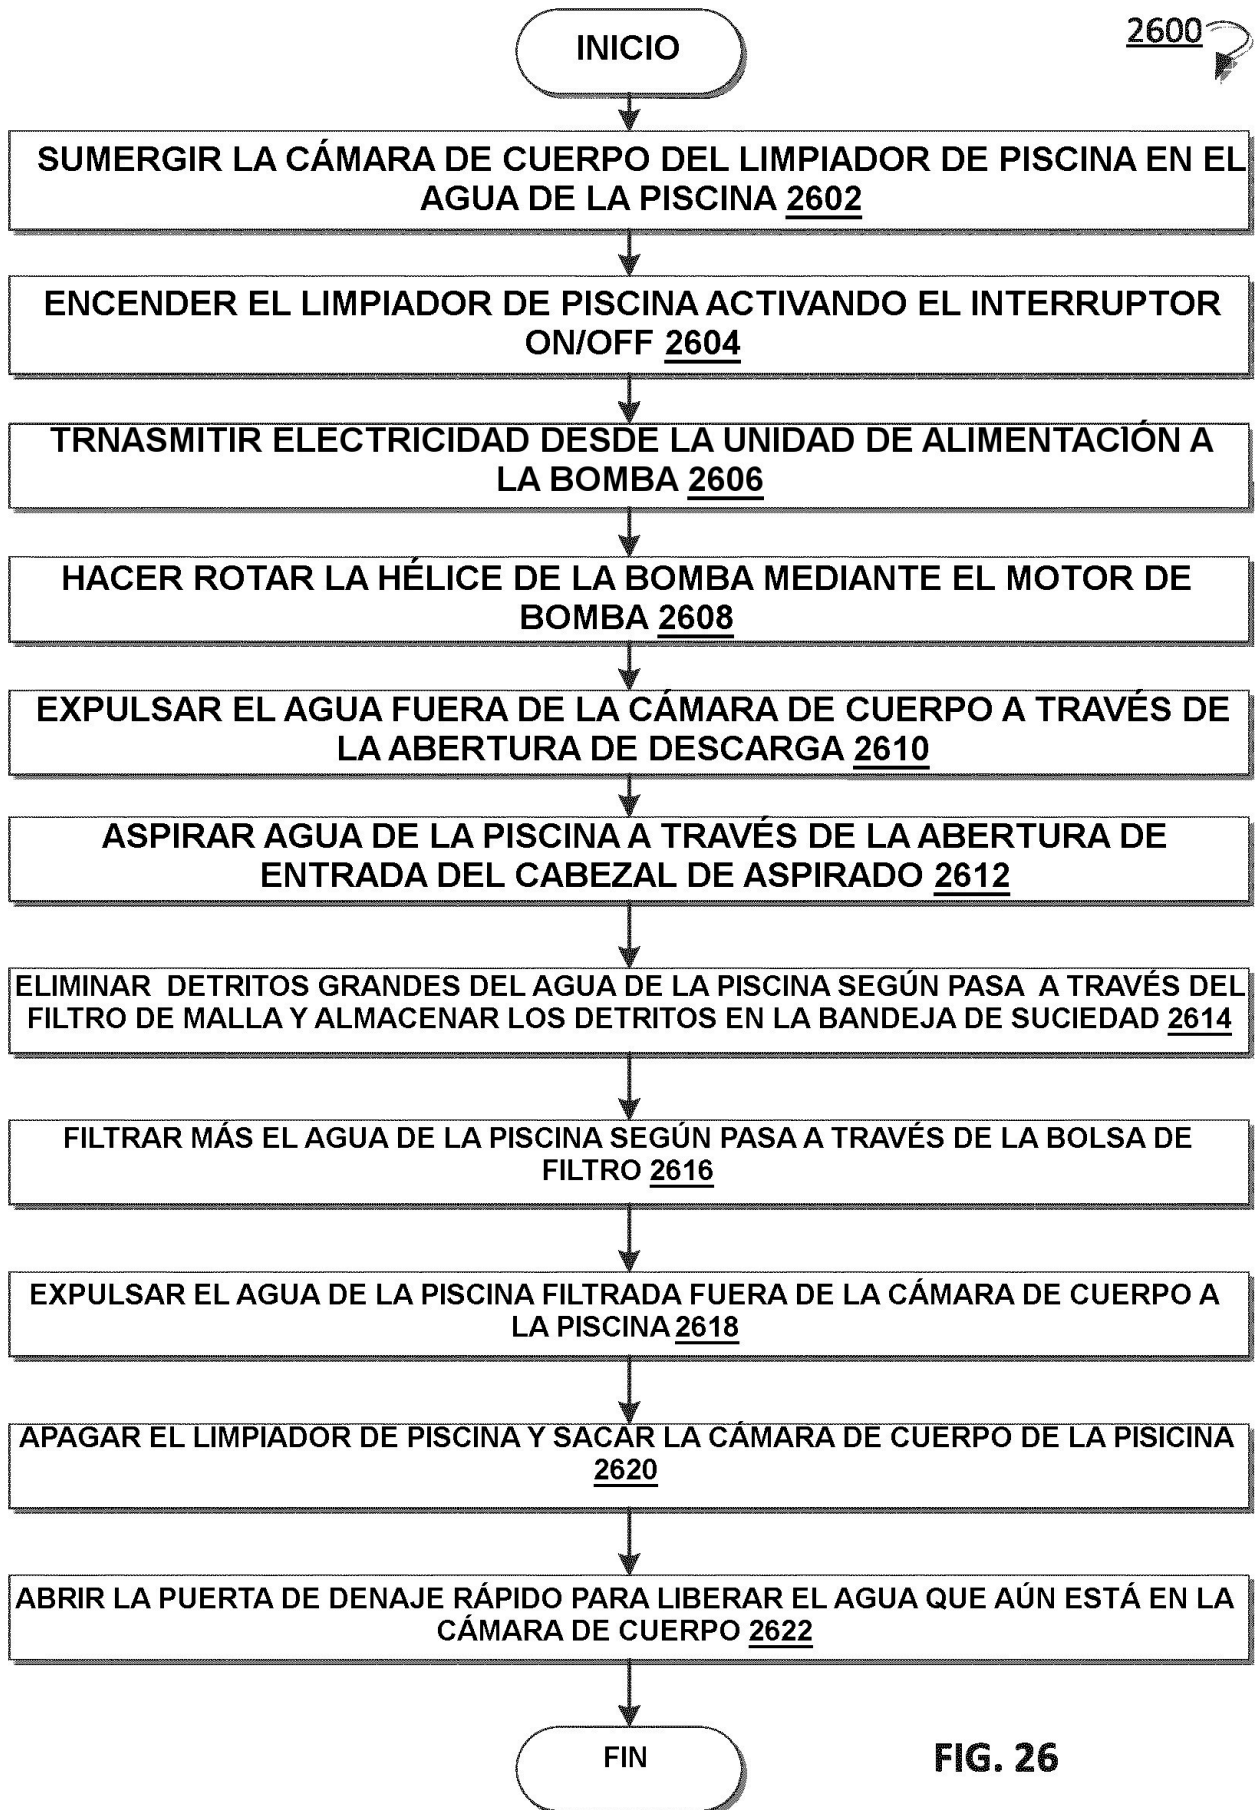 INICIO
2600
SUMERGIR LA CÁMARA DE CUERPO DEL LIMPIADOR DE PISCINA EN EL
AGUA DE LA PISCINA 2602
ENCENDER EL LIMPIADOR DE PISCINA ACTIVANDO EL INTERRUPTOR
ON/OFF 2604
TRNASMITIR ELECTRICIDAD DESDE LA UNIDAD DE ALIMENTACIÓN A
LA BOMBA 2606
HACER ROTAR LA HÉLICE DE LA BOMBA MEDIANTE EL MOTOR DE
BOMBA 2608
EXPULSAR EL AGUA FUERA DE LA CÁMARA DE CUERPO A TRAVÉS DE
LA ABERTURA DE DESCARGA 2610
ASPIRAR AGUA DE LA PISCINA A TRAVÉS DE LA ABERTURA DE
ENTRADA DEL CABEZAL DE ASPIRADO 2612
ELIMINAR DETRITOS GRANDES DEL AGUA DE LA PISCINA SEGÚN PASA A TRAVÉS DEL
FILTRO DE MALLA Y ALMACENAR LOS DETRITOS EN LA BANDEJA DE SUCIEDAD 2614
FILTRAR MÁS EL AGUA DE LA PISCINA SEGÚN PASA A TRAVÉS DE LA BOLSA DE
FILTRO 2616
EXPULSAR EL AGUA DE LA PISCINA FILTRADA FUERA DE LA CÁMARA DE CUERPO A
LA PISCINA 2618
APAGAR EL LIMPIADOR DE PISCINA Y SACAR LA CÁMARA DE CUERPO DE LA PISICINA
2620
ABRIR LA PUERTA DE DENAJE RÁPIDO PARA LIBERAR EL AGUA QUE AÚN ESTÁ EN LA
CÁMARA DE CUERPO 2622
FIN
FIG. 26